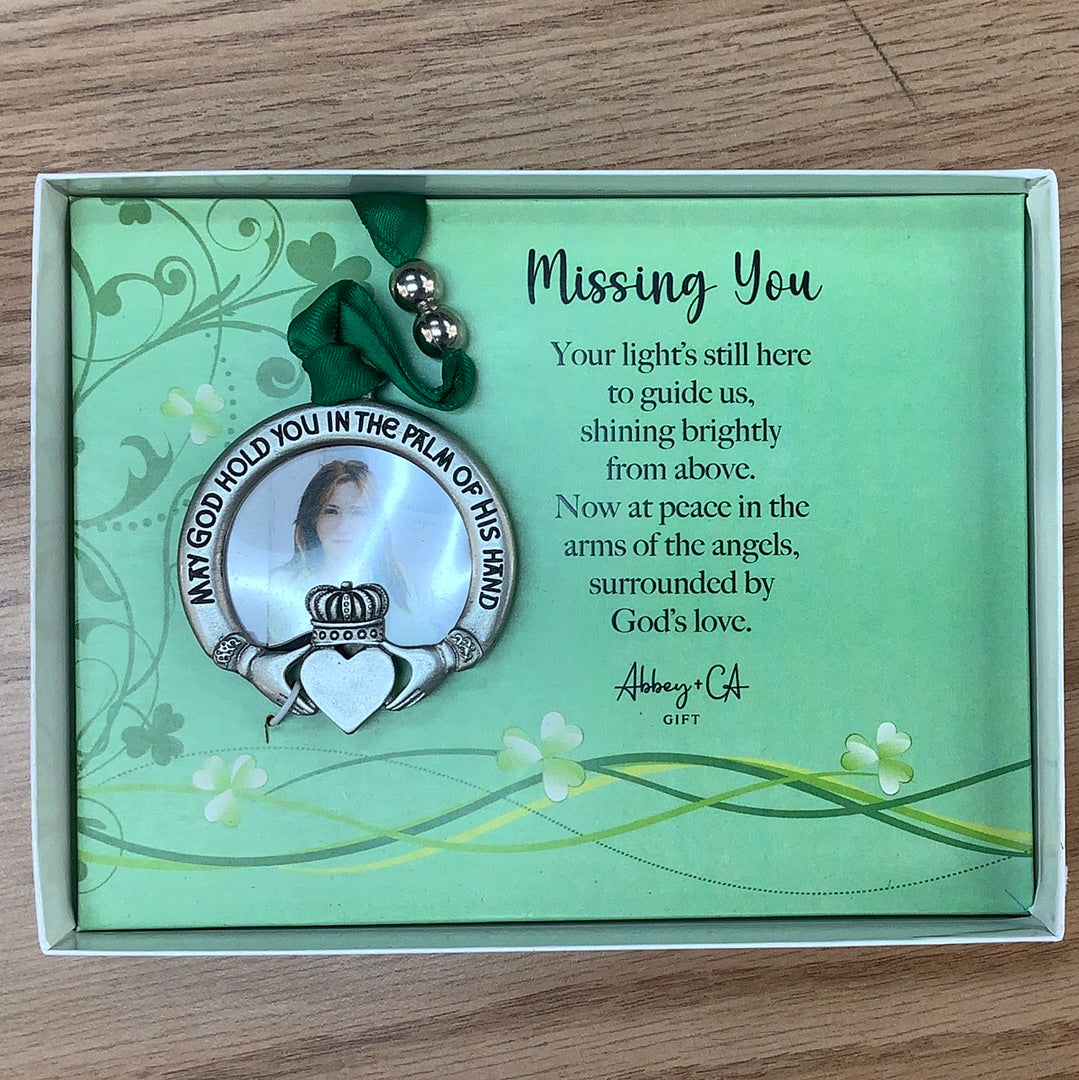 MAY GOD HOLD YOU IN THE PALM OF HIS HAND
Missing You
Your light's still here
to guide us,
shining brightly
from above.
Now at peace in the
arms of the angels,
surrounded by
God's love.
Abbey + CA
GIFT